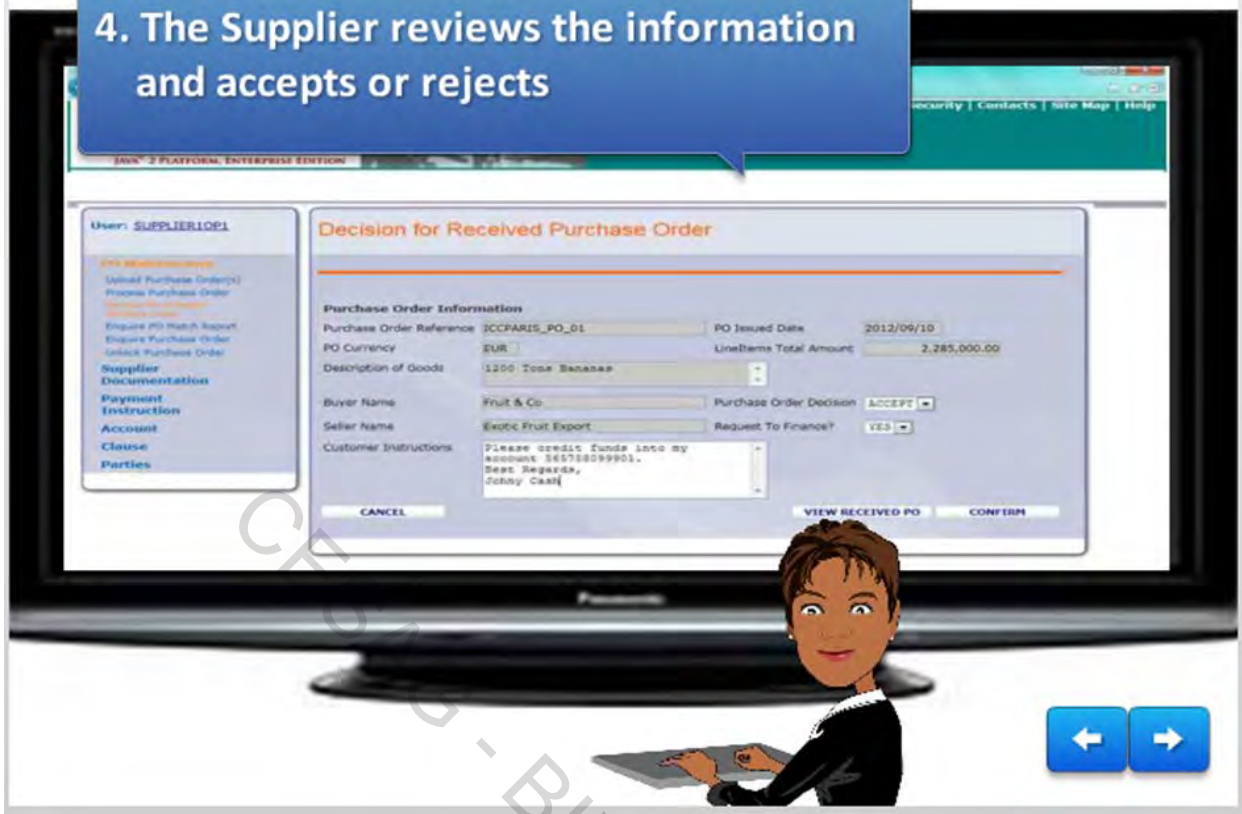 4. The Supplier reviews the information
and accepts or rejects
Security | Contacts | Site Map | Help
JAVA™ 2 PLATFORM, ENTERPRISE EDITION
User: SUPPLIER1OP1
Upload Purchase Order(s)
Process Purchase Order
Enquire PO Match Report
Enquire Purchase Order
Unlock Purchase Order
Supplier
Documentation
Payment
Instruction
Account
Clause
Parties
Decision for Received Purchase Order
Purchase Order Information
Purchase Order Reference ICCPARIS_PO_01 PO Issued Date 2012/09/10
PO Currency EUR LineItems Total Amount 2,285,000.00
Description of Goods 1200 Tons Bananas
Buyer Name Fruit & Co Purchase Order Decision ACCEPT
Seller Name Exotic Fruit Export Request To Finance? YES
Customer Instructions Please credit funds into my
account 565758099901.
Best Regards,
Johny Cash
CANCEL VIEW RECEIVED PO CONFIRM
Panasonic